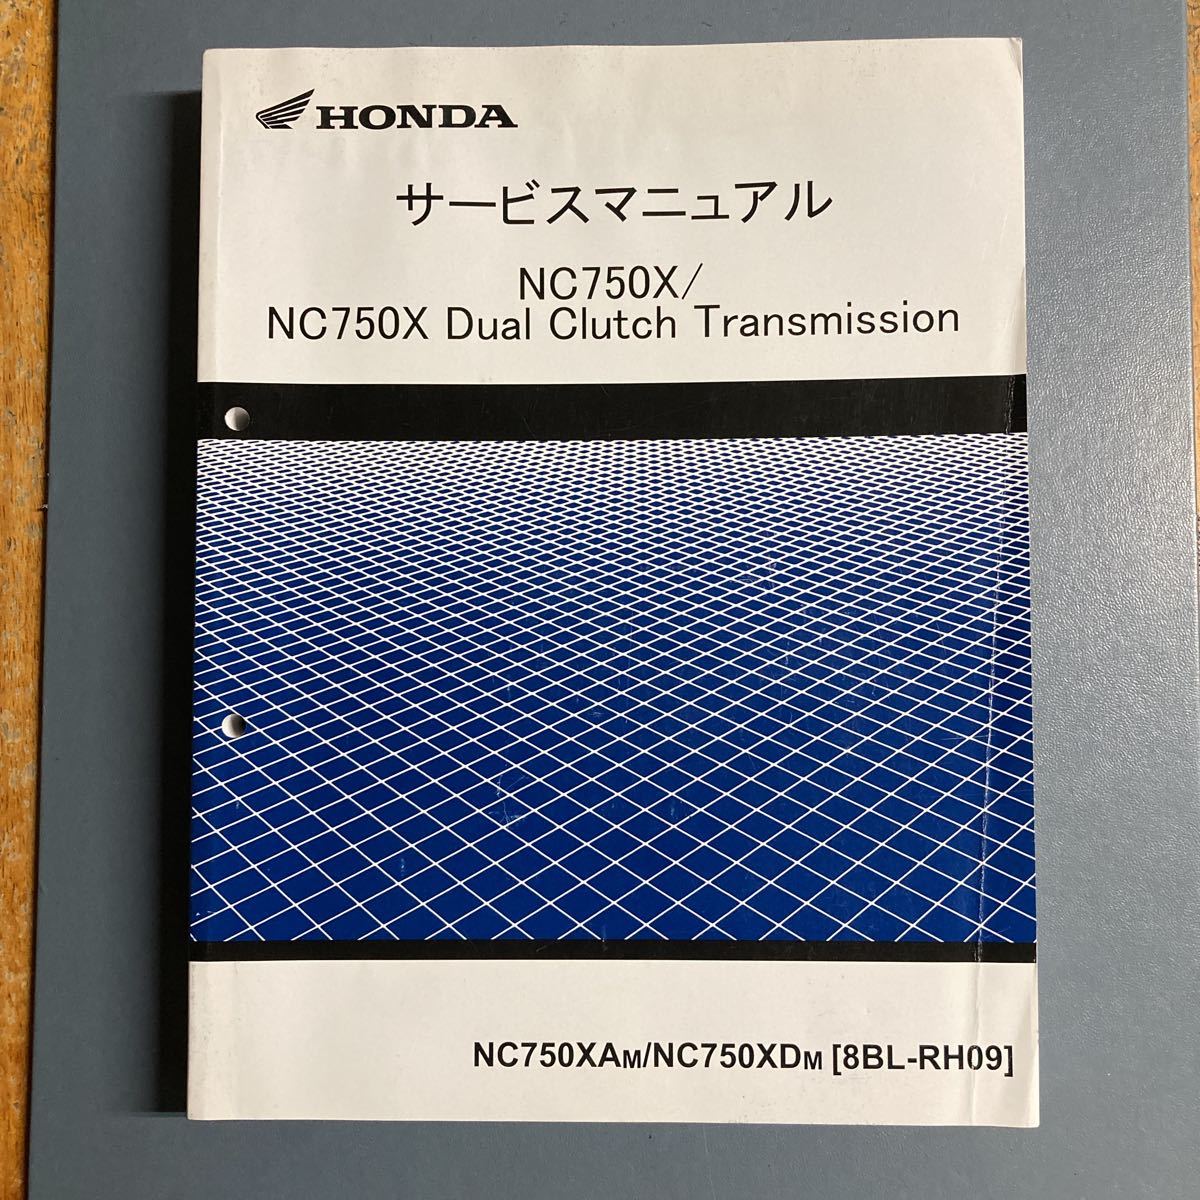 HONDA
サービスマニュアル
NC750X/
NC750X Dual Clutch Transmission
NC750XAM/NC750XDM [8BL-RH09]